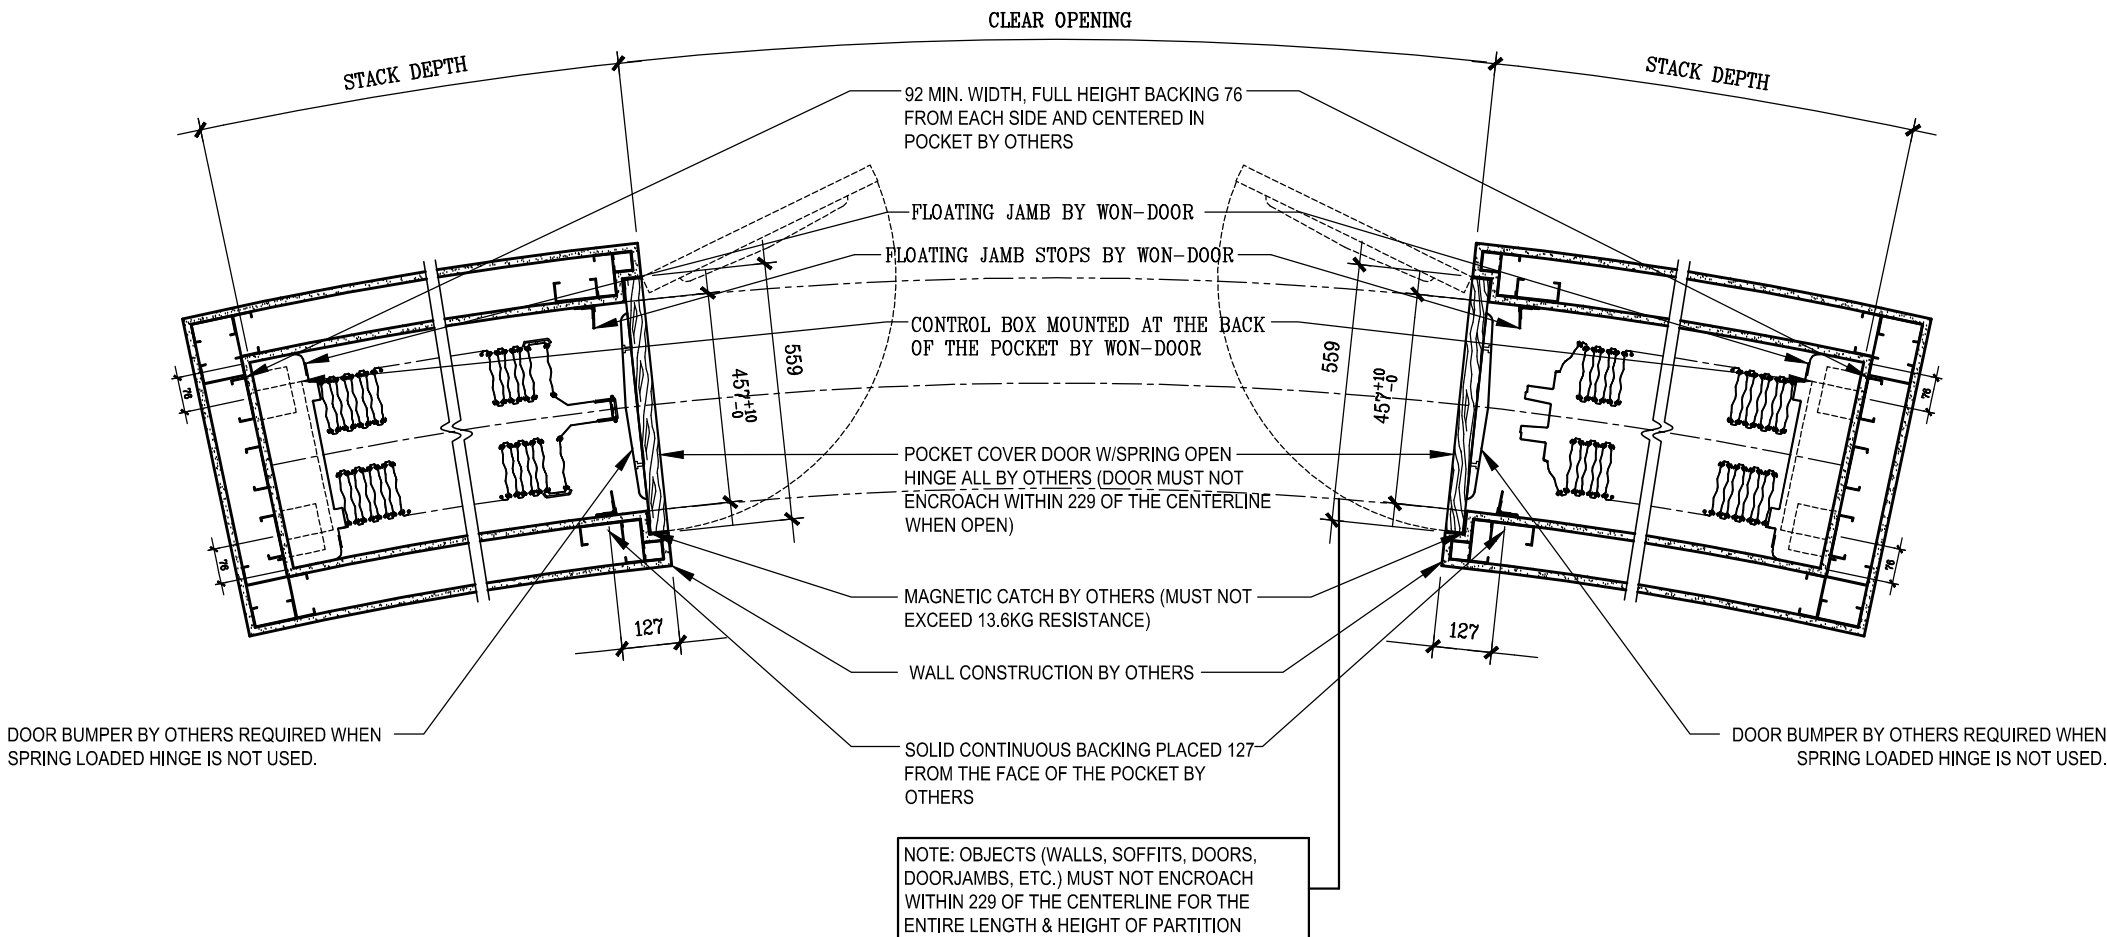 CLEAR OPENING
STACK DEPTH
STACK DEPTH
92 MIN. WIDTH, FULL HEIGHT BACKING 76
FROM EACH SIDE AND CENTERED IN
POCKET BY OTHERS
FLOATING JAMB BY WON-DOOR
FLOATING JAMB STOPS BY WON-DOOR
CONTROL BOX MOUNTED AT THE BACK
OF THE POCKET BY WON-DOOR
559
457+10-0
559
457+10-0
76
76
76
76
POCKET COVER DOOR W/SPRING OPEN
HINGE ALL BY OTHERS (DOOR MUST NOT
ENCROACH WITHIN 229 OF THE CENTERLINE
WHEN OPEN)
MAGNETIC CATCH BY OTHERS (MUST NOT
EXCEED 13.6KG RESISTANCE)
127
127
WALL CONSTRUCTION BY OTHERS
DOOR BUMPER BY OTHERS REQUIRED WHEN
SPRING LOADED HINGE IS NOT USED.
SOLID CONTINUOUS BACKING PLACED 127
FROM THE FACE OF THE POCKET BY
OTHERS
DOOR BUMPER BY OTHERS REQUIRED WHEN
SPRING LOADED HINGE IS NOT USED.
NOTE: OBJECTS (WALLS, SOFFITS, DOORS,
DOORJAMBS, ETC.) MUST NOT ENCROACH
WITHIN 229 OF THE CENTERLINE FOR THE
ENTIRE LENGTH & HEIGHT OF PARTITION